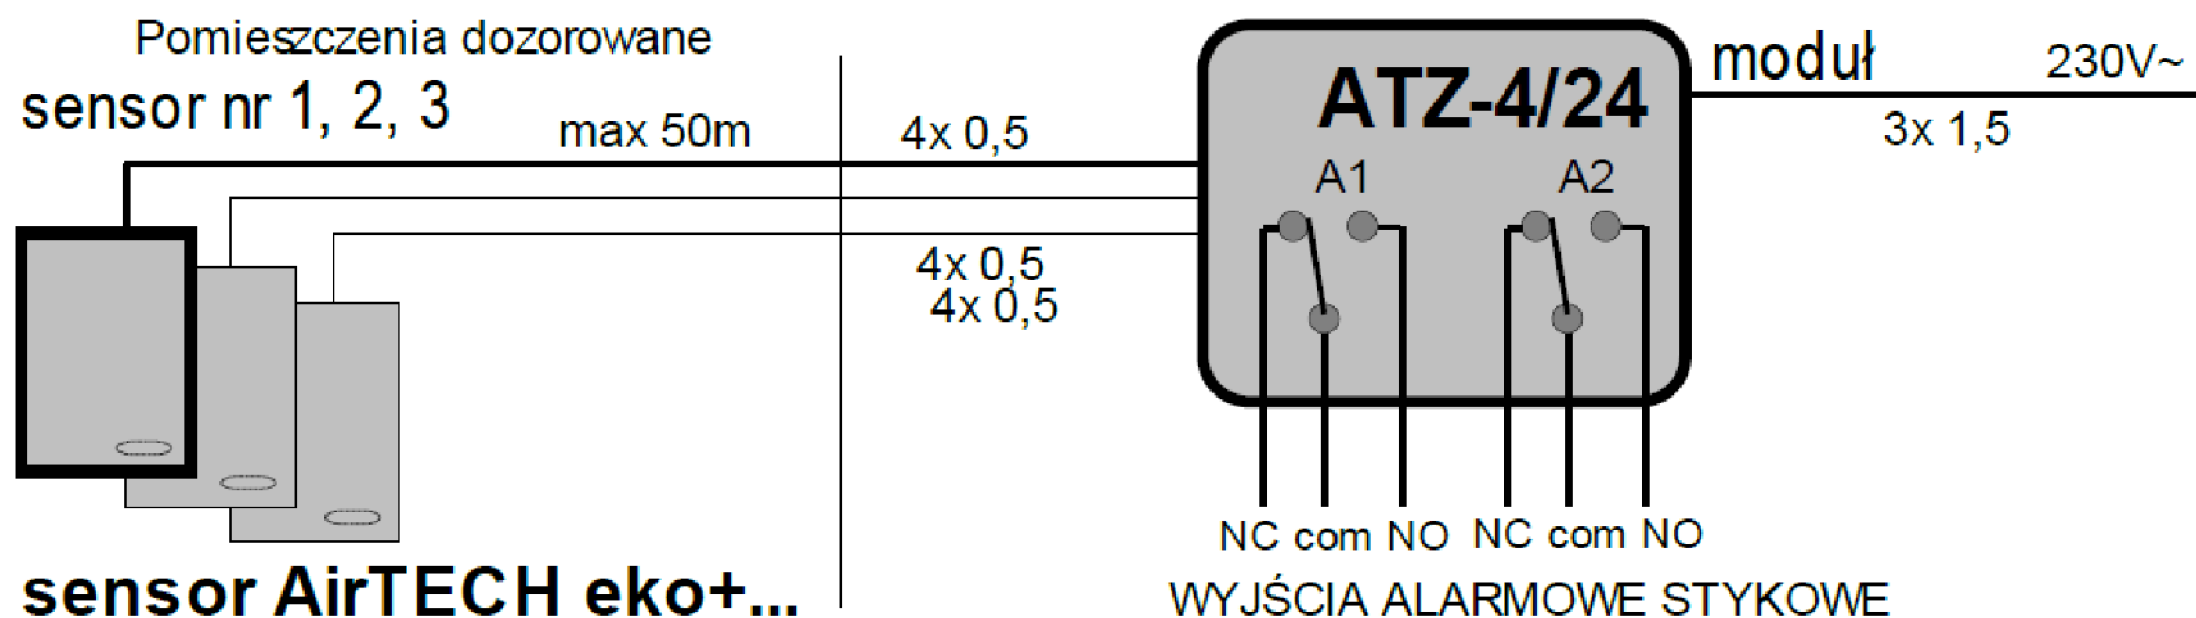 Pomieszczenia dozorowane
sensor nr 1, 2, 3
max 50m
4x 0,5
4x 0,5
4x 0,5
sensor AirTECH eko+...
ATZ-4/24
A1
A2
moduł
230V~
3x 1,5
NC com NO
NC com NO
WYJŚCIA ALARMOWE STYKOWE